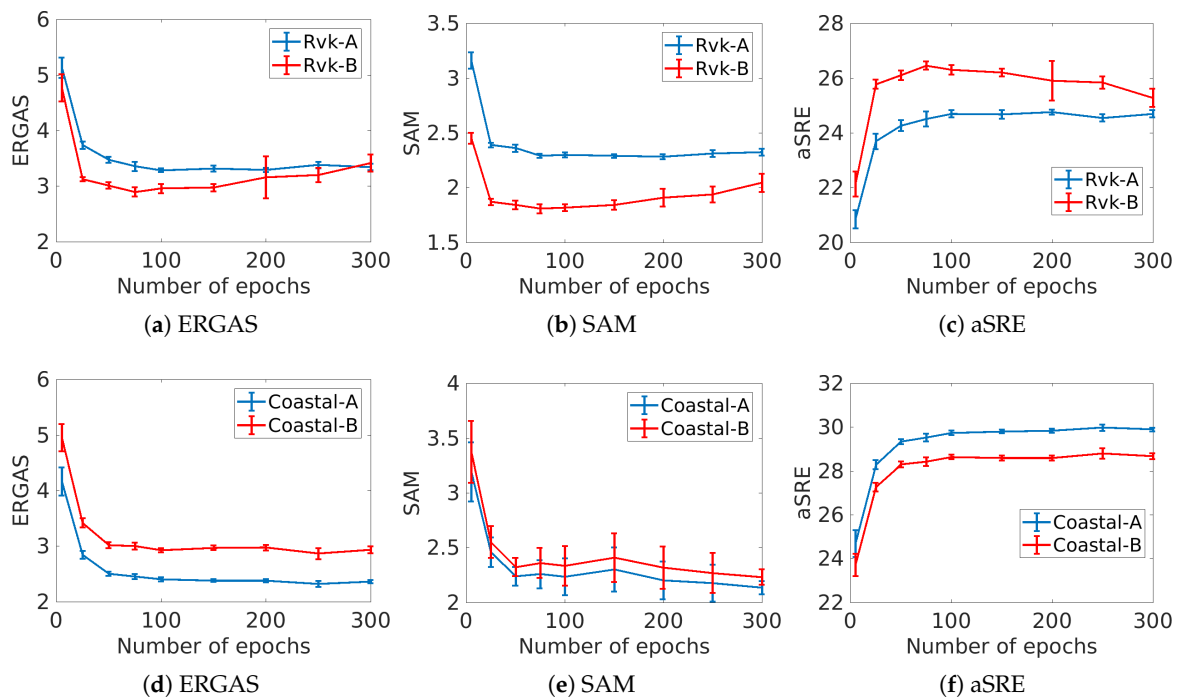 6
5
4
3
2
ERGAS
Rvk-A
Rvk-B
0 100 200 300
Number of epochs
(a) ERGAS
3.5
3
2.5
2
1.5
SAM
Rvk-A
Rvk-B
0 100 200 300
Number of epochs
(b) SAM
28
26
24
22
20
aSRE
Rvk-A
Rvk-B
0 100 200 300
Number of epochs
(c) aSRE
6
5
4
3
2
ERGAS
Coastal-A
Coastal-B
0 100 200 300
Number of epochs
(d) ERGAS
4
3.5
3
2.5
2
SAM
Coastal-A
Coastal-B
0 100 200 300
Number of epochs
(e) SAM
32
30
28
26
24
22
aSRE
Coastal-A
Coastal-B
0 100 200 300
Number of epochs
(f) aSRE